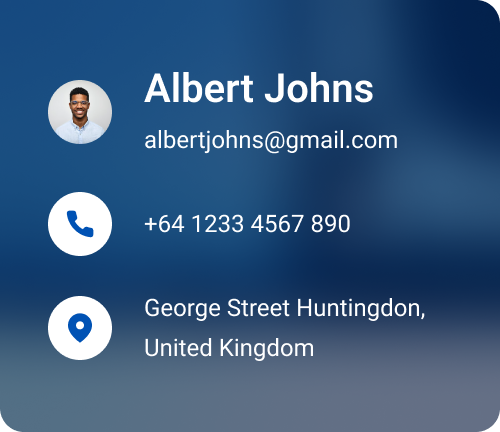 Albert Johns
albertjohns@gmail.com
+64 1233 4567 890
George Street Huntingdon,
United Kingdom